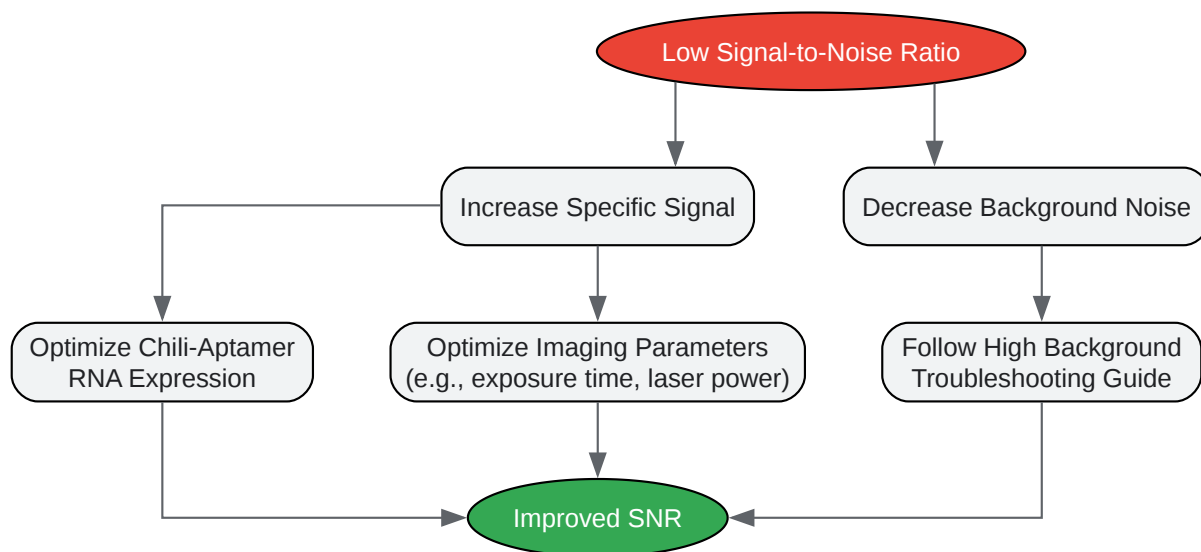 Low Signal-to-Noise Ratio
Increase Specific Signal
Decrease Background Noise
Optimize Chili-Aptamer
RNA Expression
Optimize Imaging Parameters
(e.g., exposure time, laser power)
Follow High Background
Troubleshooting Guide
Improved SNR